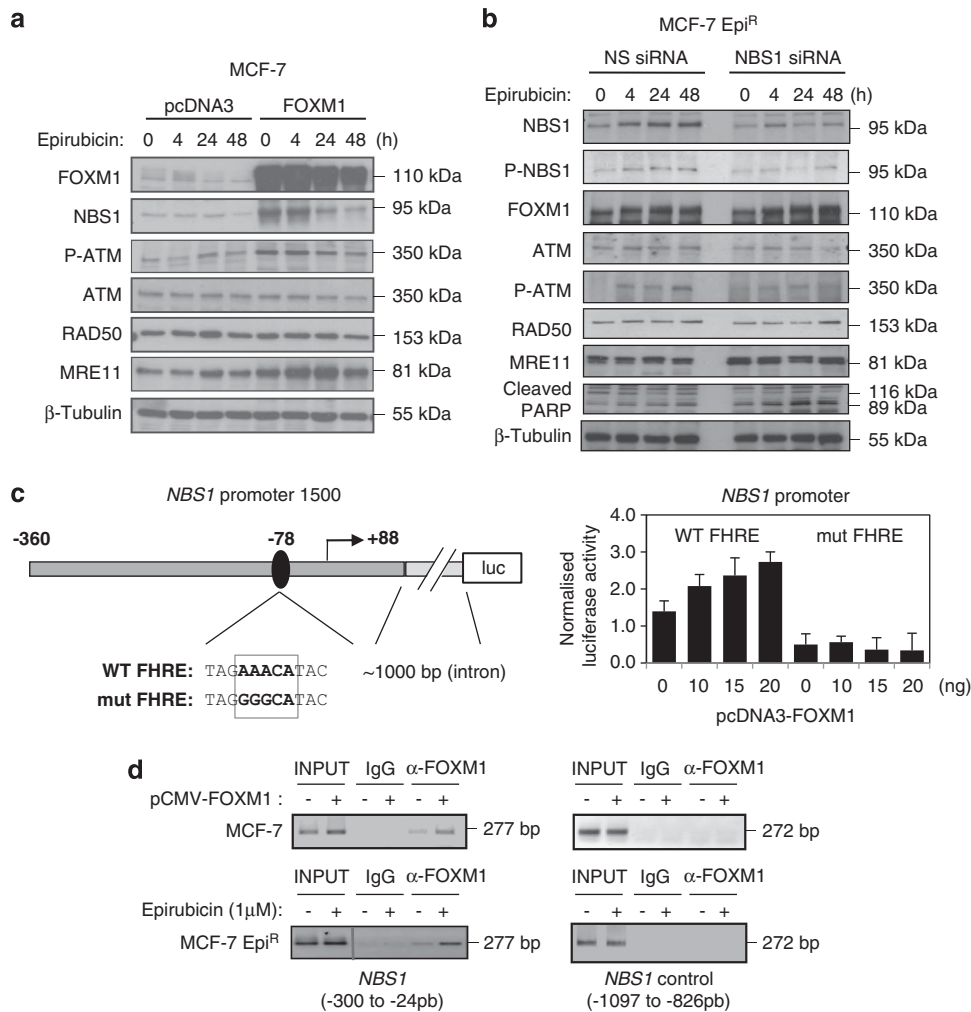 a
MCF-7
pcDNA3 FOXM1
Epirubicin: 0 4 24 48 0 4 24 48 (h)
FOXM1 110 kDa
NBS1 95 kDa
P-ATM 350 kDa
ATM 350 kDa
RAD50 153 kDa
MRE11 81 kDa
β-Tubulin 55 kDa
b
MCF-7 EpiR
NS siRNA NBS1 siRNA
Epirubicin: 0 4 24 48 0 4 24 48 (h)
NBS1 95 kDa
P-NBS1 95 kDa
FOXM1 110 kDa
ATM 350 kDa
P-ATM 350 kDa
RAD50 153 kDa
MRE11 81 kDa
Cleaved 116 kDa
PARP 89 kDa
β-Tubulin 55 kDa
c
NBS1 promoter 1500
-360 -78 +88
luc
WT FHRE: TAGAAACATAC
mut FHRE: TAGGGGCATAC
~1000 bp (intron)
NBS1 promoter
WT FHRE mut FHRE
Normalised
luciferase activity
4.0
3.0
2.0
1.0
0.0
0 10 15 20 0 10 15 20 (ng)
pcDNA3-FOXM1
d
INPUT IgG α-FOXM1 INPUT IgG α-FOXM1
pCMV-FOXM1 : - + - + - + - + - + - +
MCF-7 277 bp 272 bp
INPUT IgG α-FOXM1 INPUT IgG α-FOXM1
Epirubicin (1μM): - + - + - + - + - + - +
MCF-7 EpiR 277 bp 272 bp
NBS1 NBS1 control
(-300 to -24pb) (-1097 to -826pb)